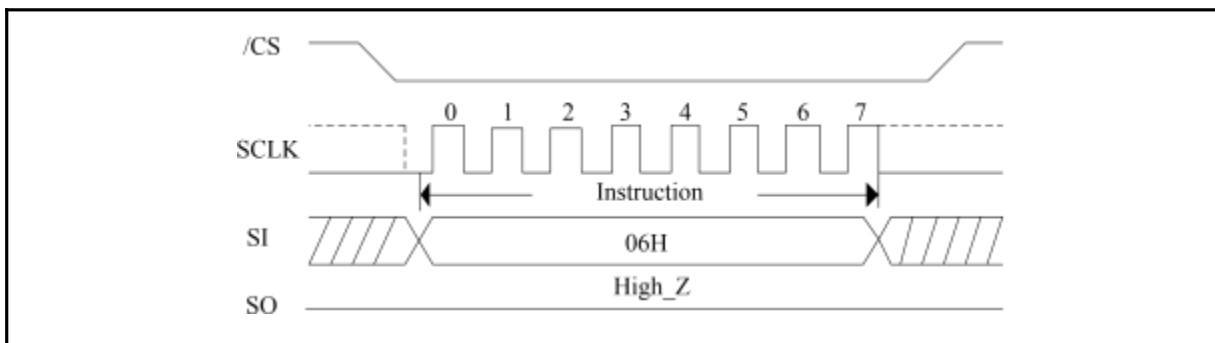 /CS
0 1 2 3 4 5 6 7
SCLK
Instruction
SI
06H
High_Z
SO